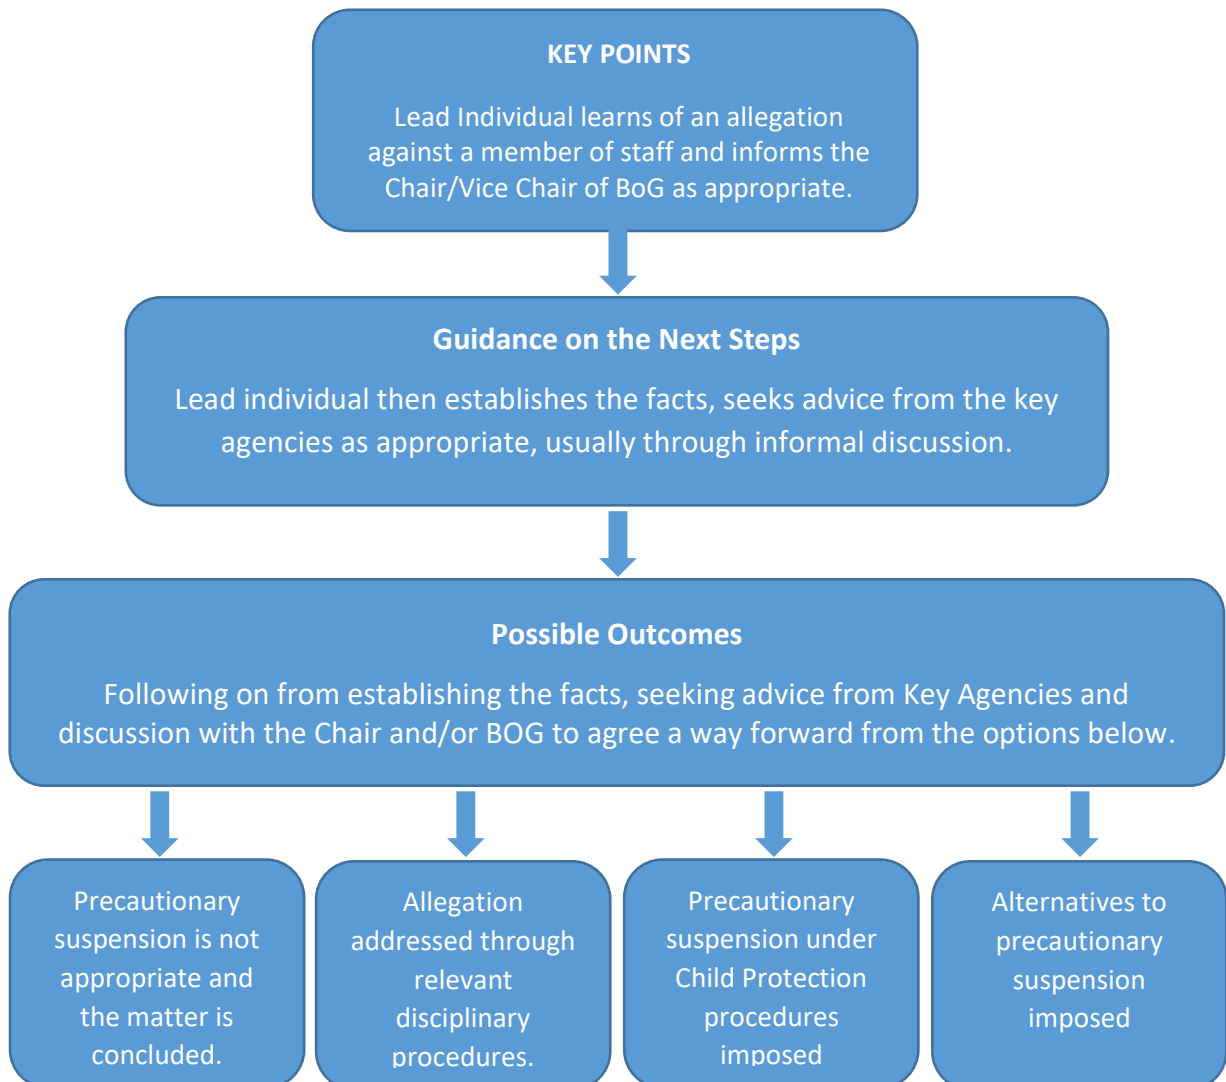 KEY POINTS
Lead Individual learns of an allegation
against a member of staff and informs the
Chair/Vice Chair of BoG as appropriate.
Guidance on the Next Steps
Lead individual then establishes the facts, seeks advice from the key
agencies as appropriate, usually through informal discussion.
Possible Outcomes
Following on from establishing the facts, seeking advice from Key Agencies and
discussion with the Chair and/or BOG to agree a way forward from the options below.
Precautionary
suspension is not
appropriate and
the matter is
concluded.
Allegation
addressed through
relevant
disciplinary
procedures.
Precautionary
suspension under
Child Protection
procedures
imposed
Alternatives to
precautionary
suspension
imposed